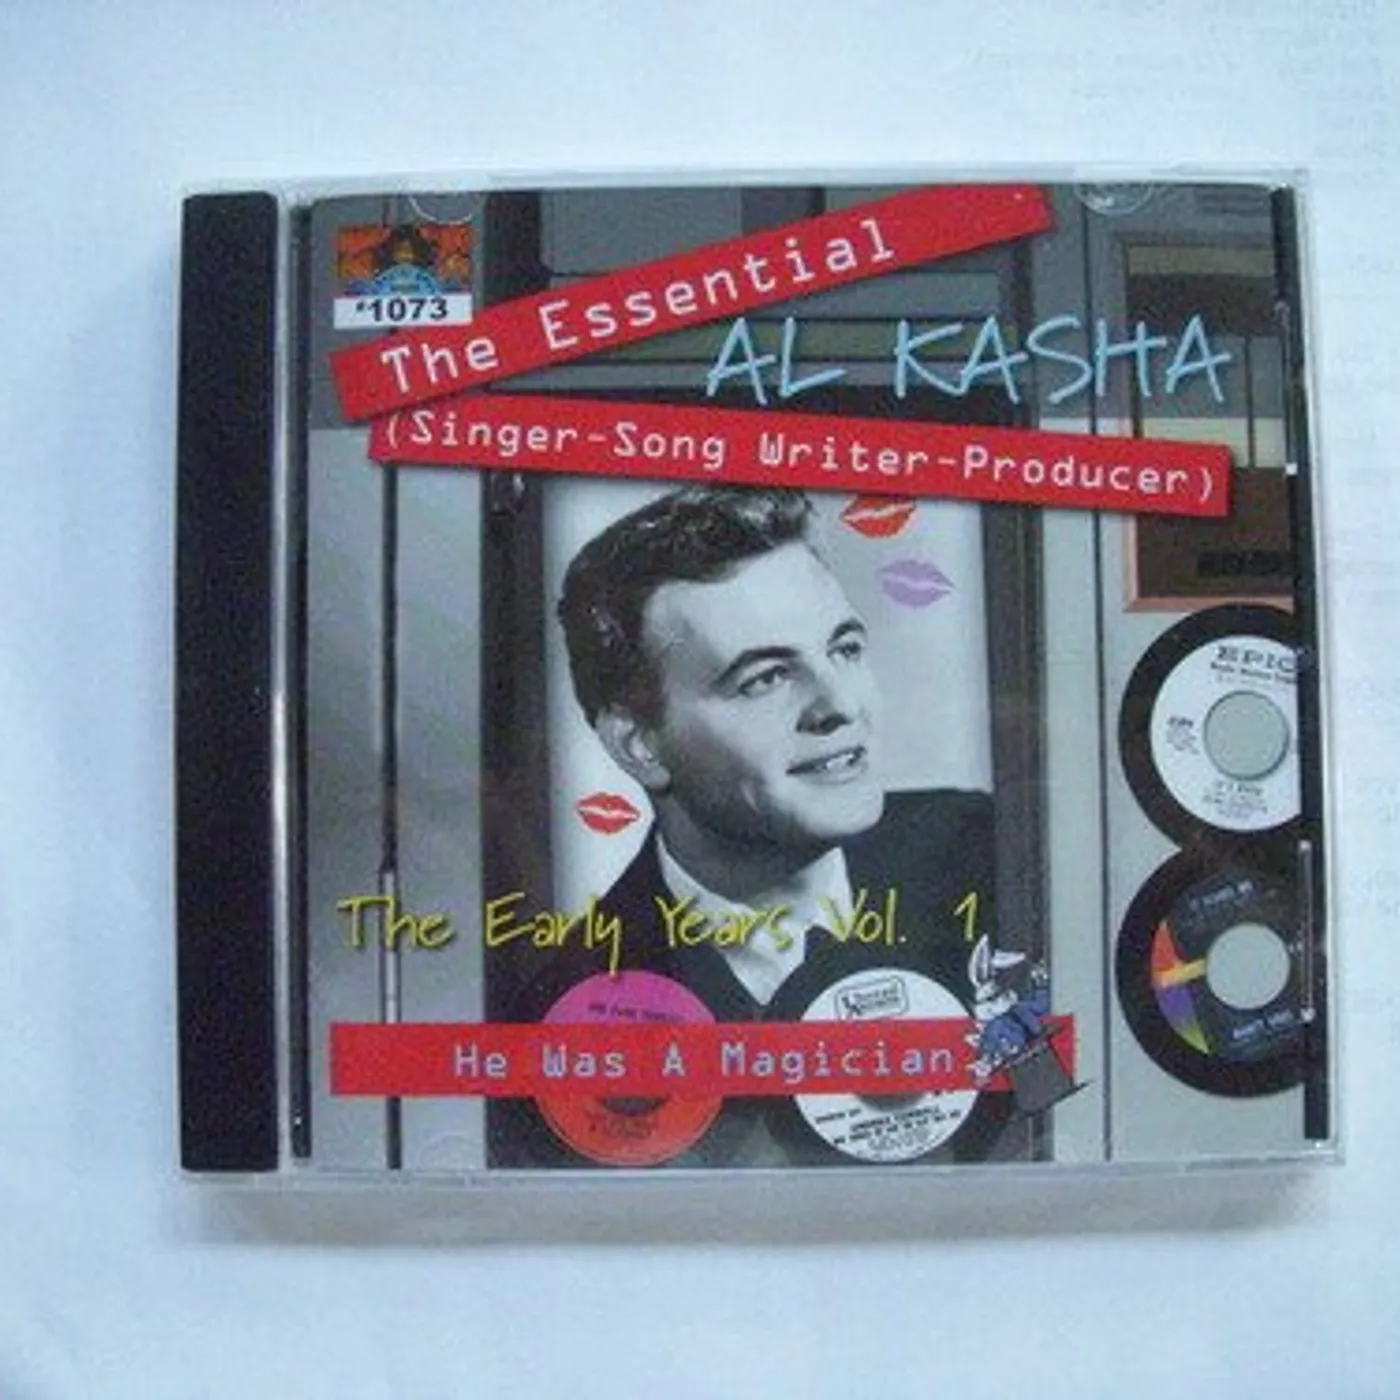 #1073
The Essential
AL KASHA
(Singer-Song Writer-Producer)
EPIC
The Early Years Vol. 1
He Was A Magician